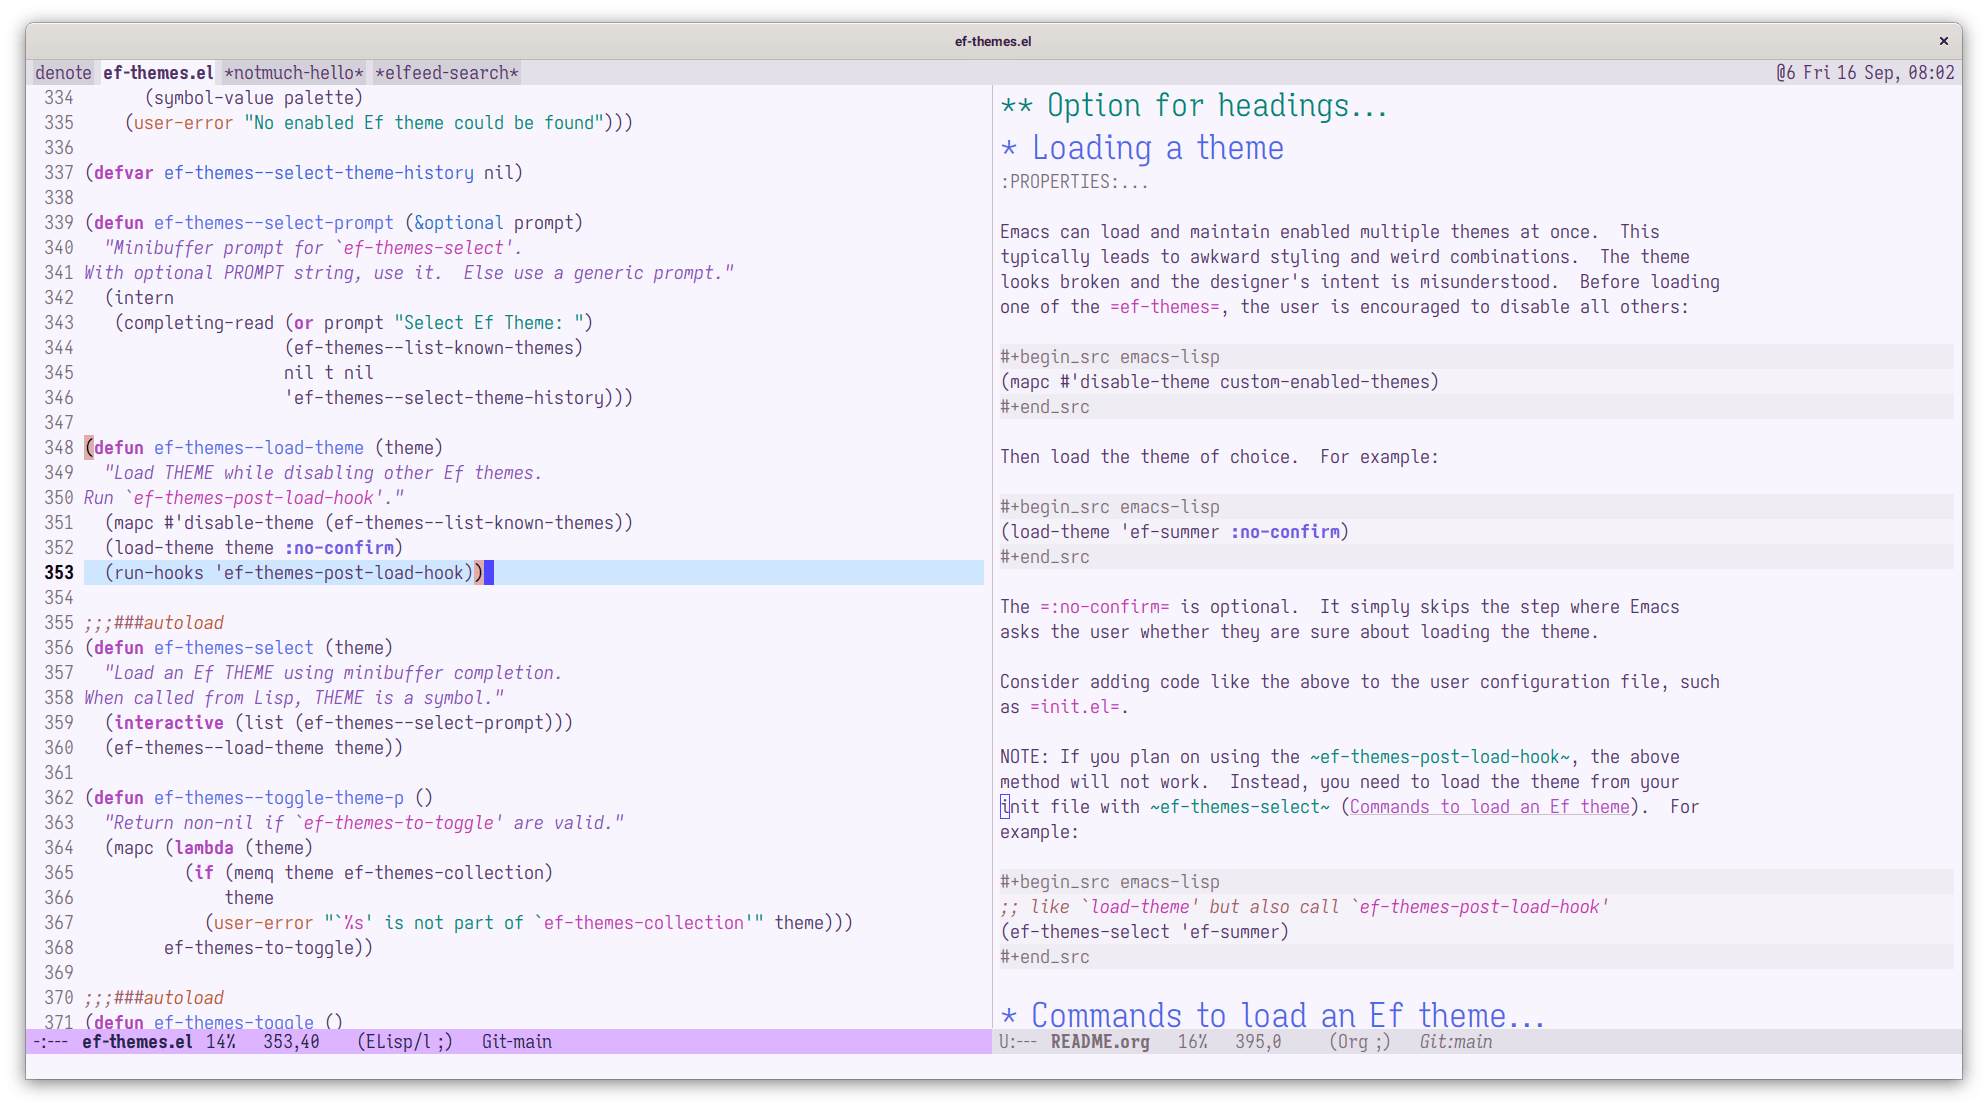 ef-themes.el ×
denote ef-themes.el *notmuch-hello* *elfeed-search* @6 Fri 16 Sep, 08:02
334       (symbol-value palette)
335     (user-error "No enabled Ef theme could be found")))
336
337 (defvar ef-themes--select-theme-history nil)
338
339 (defun ef-themes--select-prompt (&optional prompt)
340   "Minibuffer prompt for `ef-themes-select'.
341 With optional PROMPT string, use it.  Else use a generic prompt."
342   (intern
343    (completing-read (or prompt "Select Ef Theme: ")
344                     (ef-themes--list-known-themes)
345                     nil t nil
346                     'ef-themes--select-theme-history)))
347
348 (defun ef-themes--load-theme (theme)
349   "Load THEME while disabling other Ef themes.
350 Run `ef-themes-post-load-hook'."
351   (mapc #'disable-theme (ef-themes--list-known-themes))
352   (load-theme theme :no-confirm)
353   (run-hooks 'ef-themes-post-load-hook))
354
355 ;;;###autoload
356 (defun ef-themes-select (theme)
357   "Load an Ef THEME using minibuffer completion.
358 When called from Lisp, THEME is a symbol."
359   (interactive (list (ef-themes--select-prompt)))
360   (ef-themes--load-theme theme))
361
362 (defun ef-themes--toggle-theme-p ()
363   "Return non-nil if `ef-themes-to-toggle' are valid."
364   (mapc (lambda (theme)
365           (if (memq theme ef-themes-collection)
366               theme
367             (user-error "`%s' is not part of `ef-themes-collection'" theme)))
368         ef-themes-to-toggle))
369
370 ;;;###autoload
371 (defun ef-themes-toggle ()
-:--- ef-themes.el 14% 353,40 (ELisp/l ;) Git-main
** Option for headings...
* Loading a theme
:PROPERTIES:...
Emacs can load and maintain enabled multiple themes at once.  This
typically leads to awkward styling and weird combinations.  The theme
looks broken and the designer's intent is misunderstood.  Before loading
one of the =ef-themes=, the user is encouraged to disable all others:
#+begin_src emacs-lisp
(mapc #'disable-theme custom-enabled-themes)
#+end_src
Then load the theme of choice.  For example:
#+begin_src emacs-lisp
(load-theme 'ef-summer :no-confirm)
#+end_src
The =:no-confirm= is optional.  It simply skips the step where Emacs
asks the user whether they are sure about loading the theme.
Consider adding code like the above to the user configuration file, such
as =init.el=.
NOTE: If you plan on using the ~ef-themes-post-load-hook~, the above
method will not work.  Instead, you need to load the theme from your
init file with ~ef-themes-select~ (Commands to load an Ef theme).  For
example:
#+begin_src emacs-lisp
;; like `load-theme' but also call `ef-themes-post-load-hook'
(ef-themes-select 'ef-summer)
#+end_src
* Commands to load an Ef theme...
U:--- README.org 16% 395,0 (Org ;) Git:main